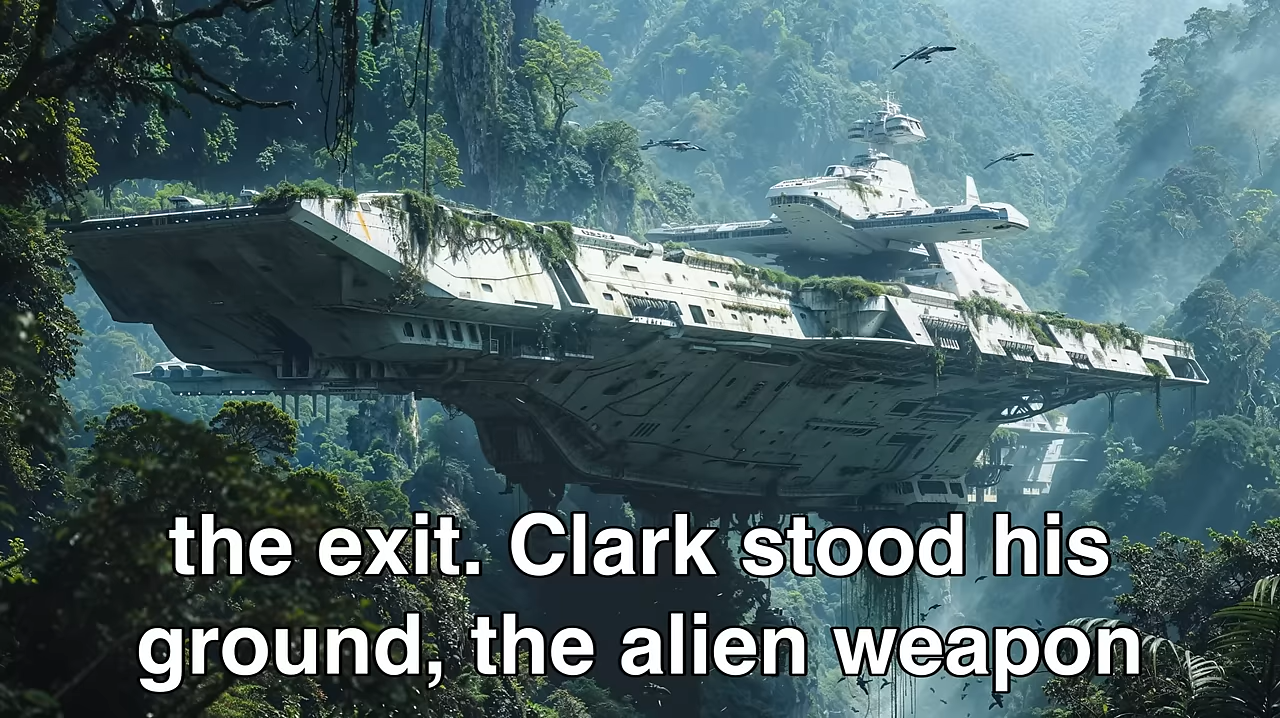 the exit. Clark stood his
ground, the alien weapon